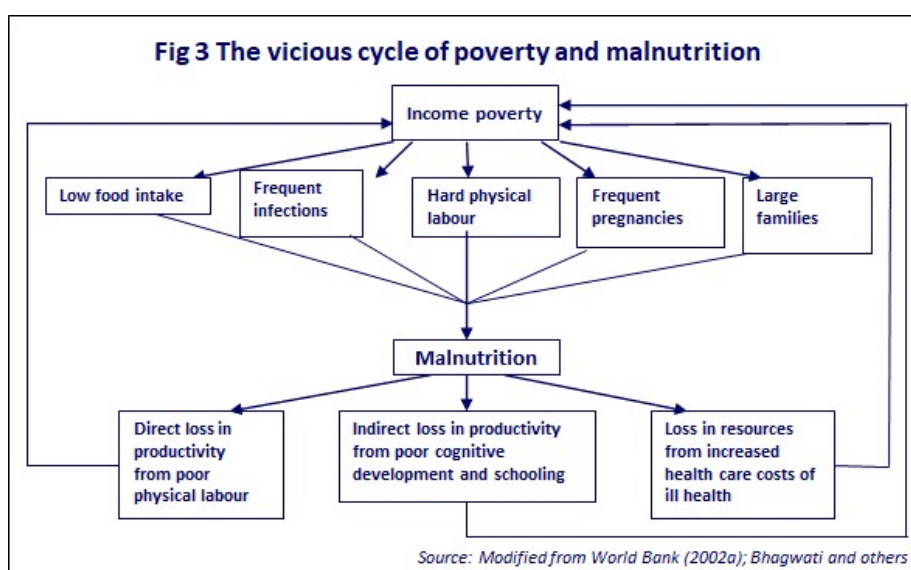 Fig 3 The vicious cycle of poverty and malnutrition
Income poverty
Low food intake
Frequent
infections
Hard physical
labour
Frequent
pregnancies
Large
families
Malnutrition
Direct loss in
productivity
from poor
physical labour
Indirect loss in productivity
from poor cognitive
development and schooling
Loss in resources
from increased
health care costs of
ill health
Source: Modified from World Bank (2002a); Bhagwati and others